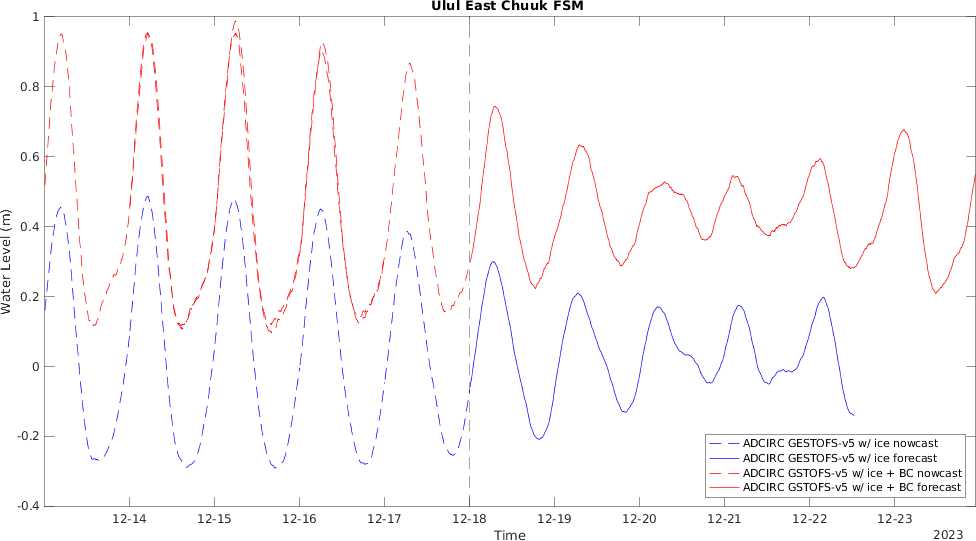 Ulul East Chuuk FSM
1
0.8
0.6
0.4
0.2
0
-0.2
-0.4
Water Level (m)
ADCIRC GESTOFS-v5 w/ ice nowcast
ADCIRC GESTOFS-v5 w/ ice forecast
ADCIRC GSTOFS-v5 w/ ice + BC nowcast
ADCIRC GSTOFS-v5 w/ ice + BC forecast
12-14 12-15 12-16 12-17 12-18 12-19 12-20 12-21 12-22 12-23
Time
2023